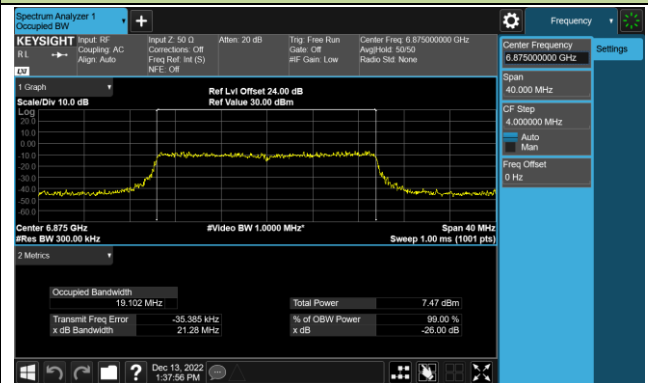 Spectrum Analyzer 1
Occupied BW
Frequency
KEYSIGHT
Input: RF
Coupling: AC
Align: Auto
Input Z: 50 Ω
Corrections: Off
Freq Ref: Int (S)
NFE: Off
Atten: 20 dB
Trig: Free Run
Gate: Off
#IF Gain: Low
Center Freq: 6.875000000 GHz
Avg|Hold: 50/50
Radio Std: None
RL
LXI
Center Frequency
6.875000000 GHz
Settings
Span
40.000 MHz
CF Step
4.000000 MHz
Auto
Man
Freq Offset
0 Hz
1 Graph
Scale/Div 10.0 dB
Ref Lvl Offset 24.00 dB
Ref Value 30.00 dBm
Log
20.0
10.0
0.00
-10.0
-20.0
-30.0
-40.0
-50.0
-60.0
Center 6.875 GHz
#Video BW 1.0000 MHz*
Span 40 MHz
#Res BW 300.00 kHz
Sweep 1.00 ms (1001 pts)
2 Metrics
Occupied Bandwidth
19.102 MHz
Total Power
7.47 dBm
Transmit Freq Error
-35.385 kHz
% of OBW Power
99.00 %
x dB Bandwidth
21.28 MHz
x dB
-26.00 dB
?
Dec 13, 2022
1:37:56 PM